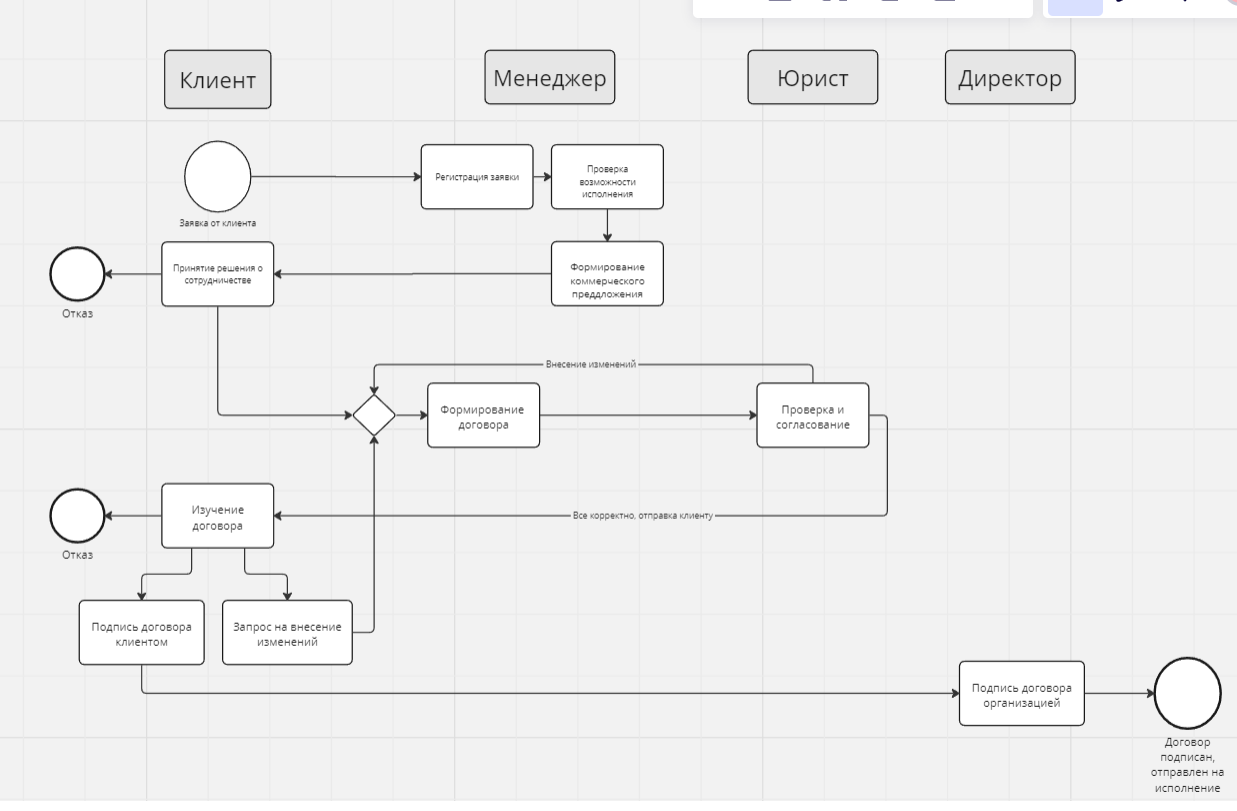 Клиент
Менеджер
Юрист
Директор
Регистрация заявки
Проверка
возможности
исполнения
Заявка от клиента
Принятие решения о
сотрудничестве
Формирование
коммерческого
преддложения
Отказ
Внесение изменений
Формирование
договора
Проверка и
согласование
Изучение
договора
Все корректно, отправка клиенту
Отказ
Подпись договора
клиентом
Запрос на внесение
изменений
Подпись договора
организацией
Договор
подписан,
отправлен на
исполнение